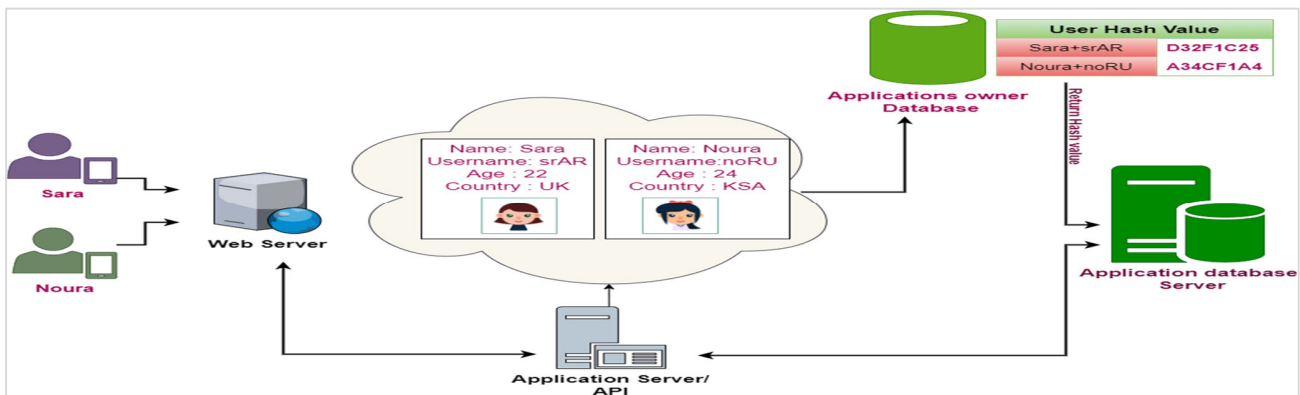 User Hash Value
Sara+srAR D32F1C25
Noura+noRU A34CF1A4
Applications owner
Database
Return Hash value
Name: Sara
Username: srAR
Age : 22
Country : UK
Name: Noura
Username:noRU
Age : 24
Country : KSA
Sara
Web Server
Noura
Application database
Server
Application Server/
API